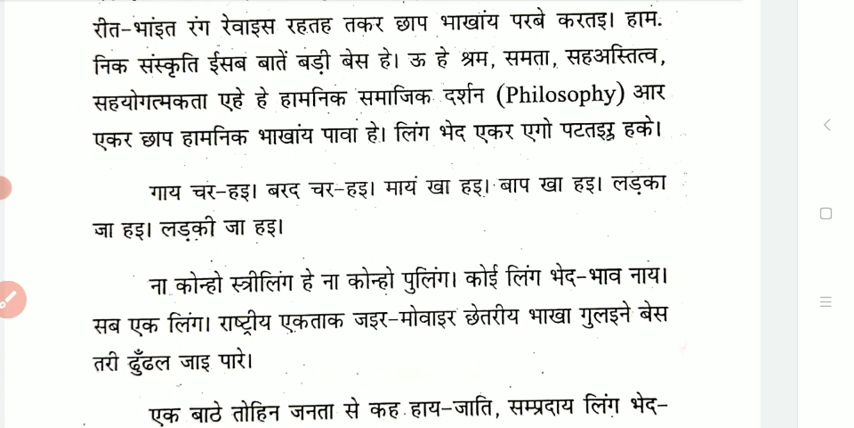 रीत-भांइत रंग रेवाइस रहतह तकर छाप भाखांय परबे करतइ। हाम.
निक संस्कृति ईसब बातें बड़ी बेस हे। ऊ हे श्रम, समता, सहअस्तित्व,
सहयोगत्मकता एहे हे हामनिक समाजिक दर्शन (Philosophy) आर
एकर छाप हामनिक भाखांय पावा हे। लिंग भेद एकर एगो हके।
गाय चर-हइ। बरद चर-हइ। मायं खा हइ। बाप खा हइ। लड़का
जा हइ। लड़की जा हइ।
ना कोन्हो स्त्रीलिंग हे ना कोन्हो पुलिंग। कोई लिंग भेद-भाव नाय।
सब एक लिंग। राष्ट्रीय एकताक जइर-मोवाइर छेतरीय भाखा गुलइने बेस
तरी ढुँढल जाइ पारे।
एक बाठे तोहिन जनता से कह हाय-जाति, सम्प्रदाय लिंग भेद-